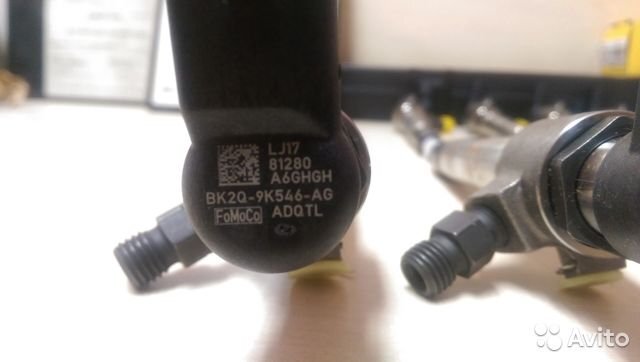 LJ17
81280
A6GHGH
BK2Q-9K546-AG
FoMoCo ADQTL
Avito